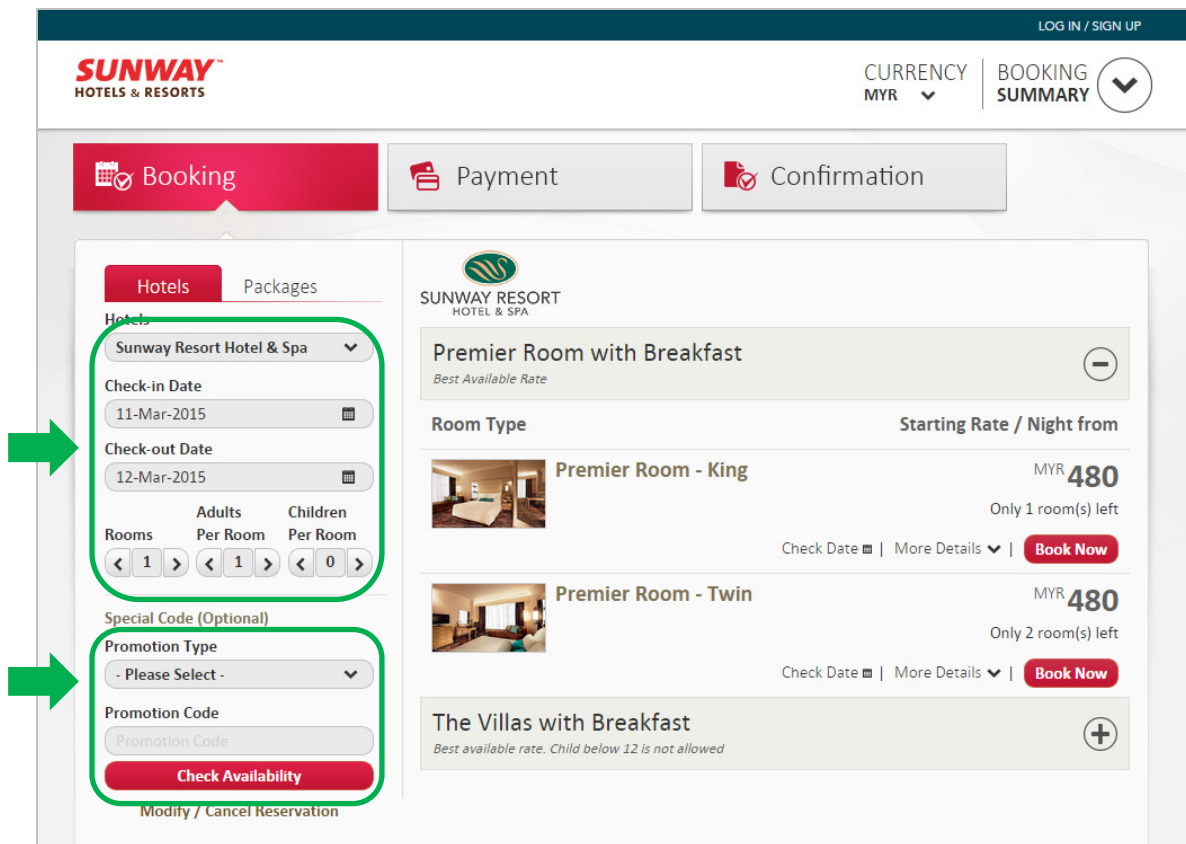 LOG IN / SIGN UP
SUNWAY™
HOTELS & RESORTS
CURRENCY
MYR
BOOKING
SUMMARY
Booking
Payment
Confirmation
Hotels
Packages
Hotels
Sunway Resort Hotel & Spa
Check-in Date
11-Mar-2015
Check-out Date
12-Mar-2015
Rooms
Adults
Per Room
Children
Per Room
1
1
0
Special Code (Optional)
Promotion Type
- Please Select -
Promotion Code
Promotion Code
Check Availability
Modify / Cancel Reservation
SUNWAY RESORT
HOTEL & SPA
Premier Room with Breakfast
Best Available Rate
Room Type
Starting Rate / Night from
Premier Room - King
MYR 480
Only 1 room(s) left
Check Date | More Details | Book Now
Premier Room - Twin
MYR 480
Only 2 room(s) left
Check Date | More Details | Book Now
The Villas with Breakfast
Best available rate. Child below 12 is not allowed